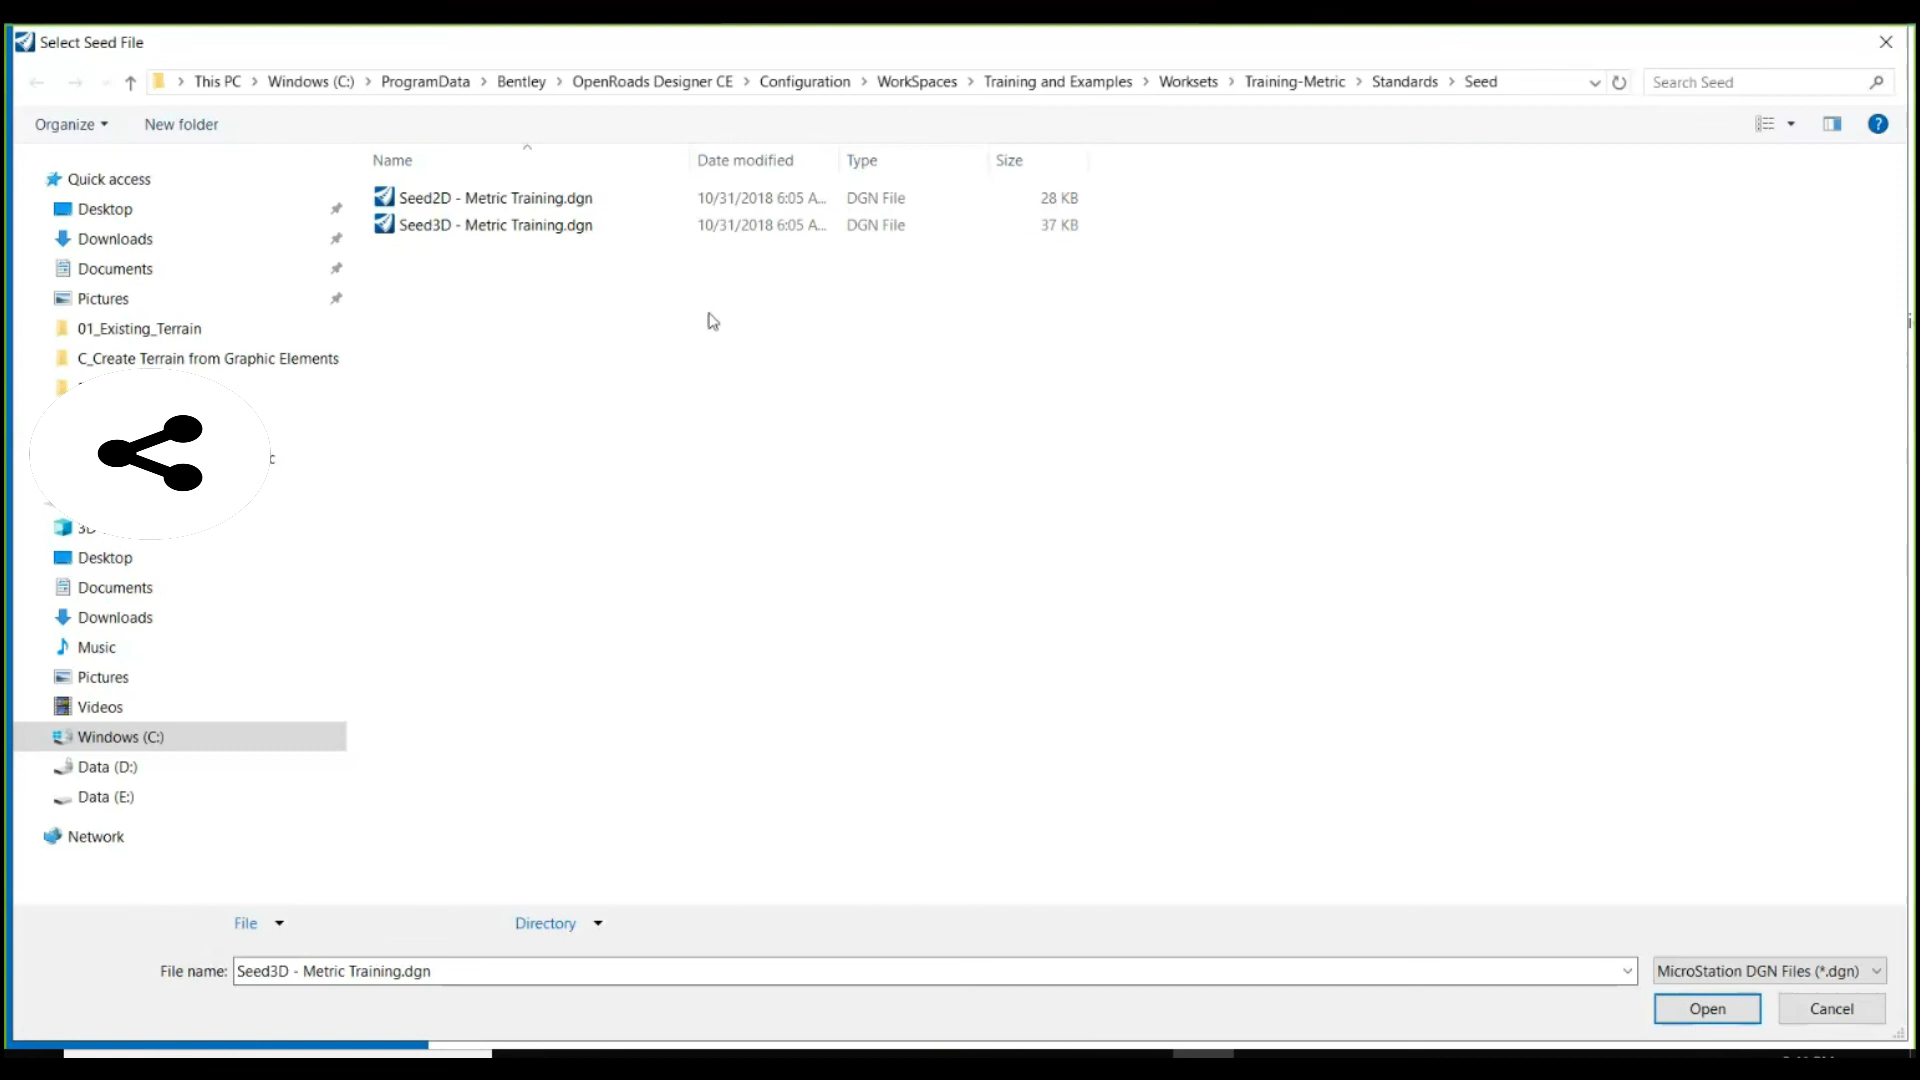 Select Seed File
This PC > Windows (C:) > ProgramData > Bentley > OpenRoads Designer CE > Configuration > WorkSpaces > Training and Examples > Worksets > Training-Metric > Standards > Seed
Search Seed
Organize
New folder
Name Date modified Type Size
Seed2D - Metric Training.dgn 10/31/2018 6:05 A... DGN File 28 KB
Seed3D - Metric Training.dgn 10/31/2018 6:05 A... DGN File 37 KB
Quick access
Desktop
Downloads
Documents
Pictures
01_Existing_Terrain
C_Create Terrain from Graphic Elements
Desktop
Documents
Downloads
Music
Pictures
Videos
Windows (C:)
Data (D:)
Data (E:)
Network
File
Directory
File name: Seed3D - Metric Training.dgn
MicroStation DGN Files (*.dgn)
Open
Cancel